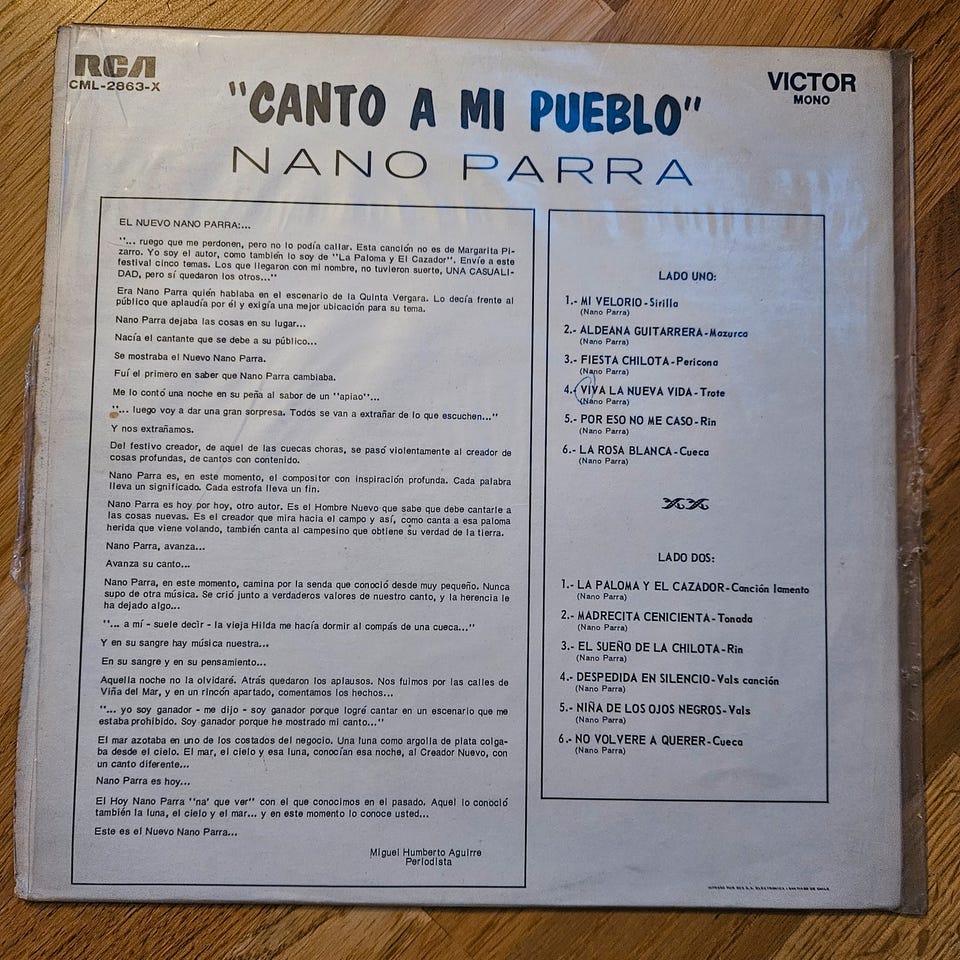 RCA
CML-2863-X
VICTOR
MONO
"CANTO A MI PUEBLO"
NANO PARRA
EL NUEVO NANO PARRA:...
"... ruego que me perdonen, pero no lo podía callar. Esta canción no es de Margarita Pi-
zarro. Yo soy el autor, como también lo soy de "La Paloma y El Cazador". Envíe a este
festival cinco temas. Los que llegaron con mi nombre, no tuvieron suerte, UNA CASUALI-
DAD, pero sí quedaron los otros..."
Era Nano Parra quién hablaba en el escenario de la Quinta Vergara. Lo decía frente al
público que aplaudía por él y exigía una mejor ubicación para su tema.
Nano Parra dejaba las cosas en su lugar...
Nacía el cantante que se debe a su público...
Se mostraba el Nuevo Nano Parra.
Fuí el primero en saber que Nano Parra cambiaba.
Me lo contó una noche en su peña al sabor de un "apiao"...
"... luego voy a dar una gran sorpresa. Todos se van a extrañar de lo que escuchen..."
Y nos extrañamos.
Del festivo creador, de aquel de las cuecas choras, se pasó violentamente al creador de
cosas profundas, de cantos con contenido.
Nano Parra es, en este momento, el compositor con inspiración profunda. Cada palabra
lleva un significado. Cada estrofa lleva un fin.
Nano Parra es hoy por hoy, otro autor. Es el Hombre Nuevo que sabe que debe cantarle a
las cosas nuevas. Es el creador que mira hacia el campo y así, como canta a esa paloma
herida que viene volando, también canta al campesino que obtiene su verdad de la tierra.
Nano Parra, avanza...
Avanza su canto...
Nano Parra, en este momento, camina por la senda que conoció desde muy pequeño. Nunca
supo de otra música. Se crió junto a verdaderos valores de nuestro canto, y la herencia le
ha dejado algo...
"... a mí - suele decir - la vieja Hilda me hacía dormir al compás de una cueca..."
Y en su sangre hay música nuestra...
En su sangre y en su pensamiento...
Aquella noche no la olvidaré. Atrás quedaron los aplausos. Nos fuimos por las calles de
Viña del Mar, y en un rincón apartado, comentamos los hechos...
"... yo soy ganador - me dijo - soy ganador porque logré cantar en un escenario que me
estaba prohibido. Soy ganador porque he mostrado mi canto..."
El mar azotaba en uno de los costados del negocio. Una luna como argolla de plata colga-
ba desde el cielo. El mar, el cielo y esa luna, conocían esa noche, al Creador Nuevo, con
un canto diferente...
Nano Parra es hoy...
El Hoy Nano Parra "na' que ver" con el que conocimos en el pasado. Aquel lo conoció
también la luna, el cielo y el mar... y en este momento lo conoce usted...
Este es el Nuevo Nano Parra...
Miguel Humberto Aguirre
Periodista
LADO UNO:
1.- MI VELORIO - Sirilla
(Nano Parra)
2.- ALDEANA GUITARRERA - Mazurca
(Nano Parra)
3.- FIESTA CHILOTA - Pericona
(Nano Parra)
4.- VIVA LA NUEVA VIDA - Trote
(Nano Parra)
5.- POR ESO NO ME CASO - Rin
(Nano Parra)
6.- LA ROSA BLANCA - Cueca
(Nano Parra)
LADO DOS:
1.- LA PALOMA Y EL CAZADOR - Canción lamento
(Nano Parra)
2.- MADRECITA CENICIENTA - Tonada
(Nano Parra)
3.- EL SUEÑO DE LA CHILOTA - Rin
(Nano Parra)
4.- DESPEDIDA EN SILENCIO - Vals canción
(Nano Parra)
5.- NIÑA DE LOS OJOS NEGROS - Vals
(Nano Parra)
6.- NO VOLVERE A QUERER - Cueca
(Nano Parra)
IMPRESO POR RCA S.A. ELECTRONICA - SANTIAGO DE CHILE